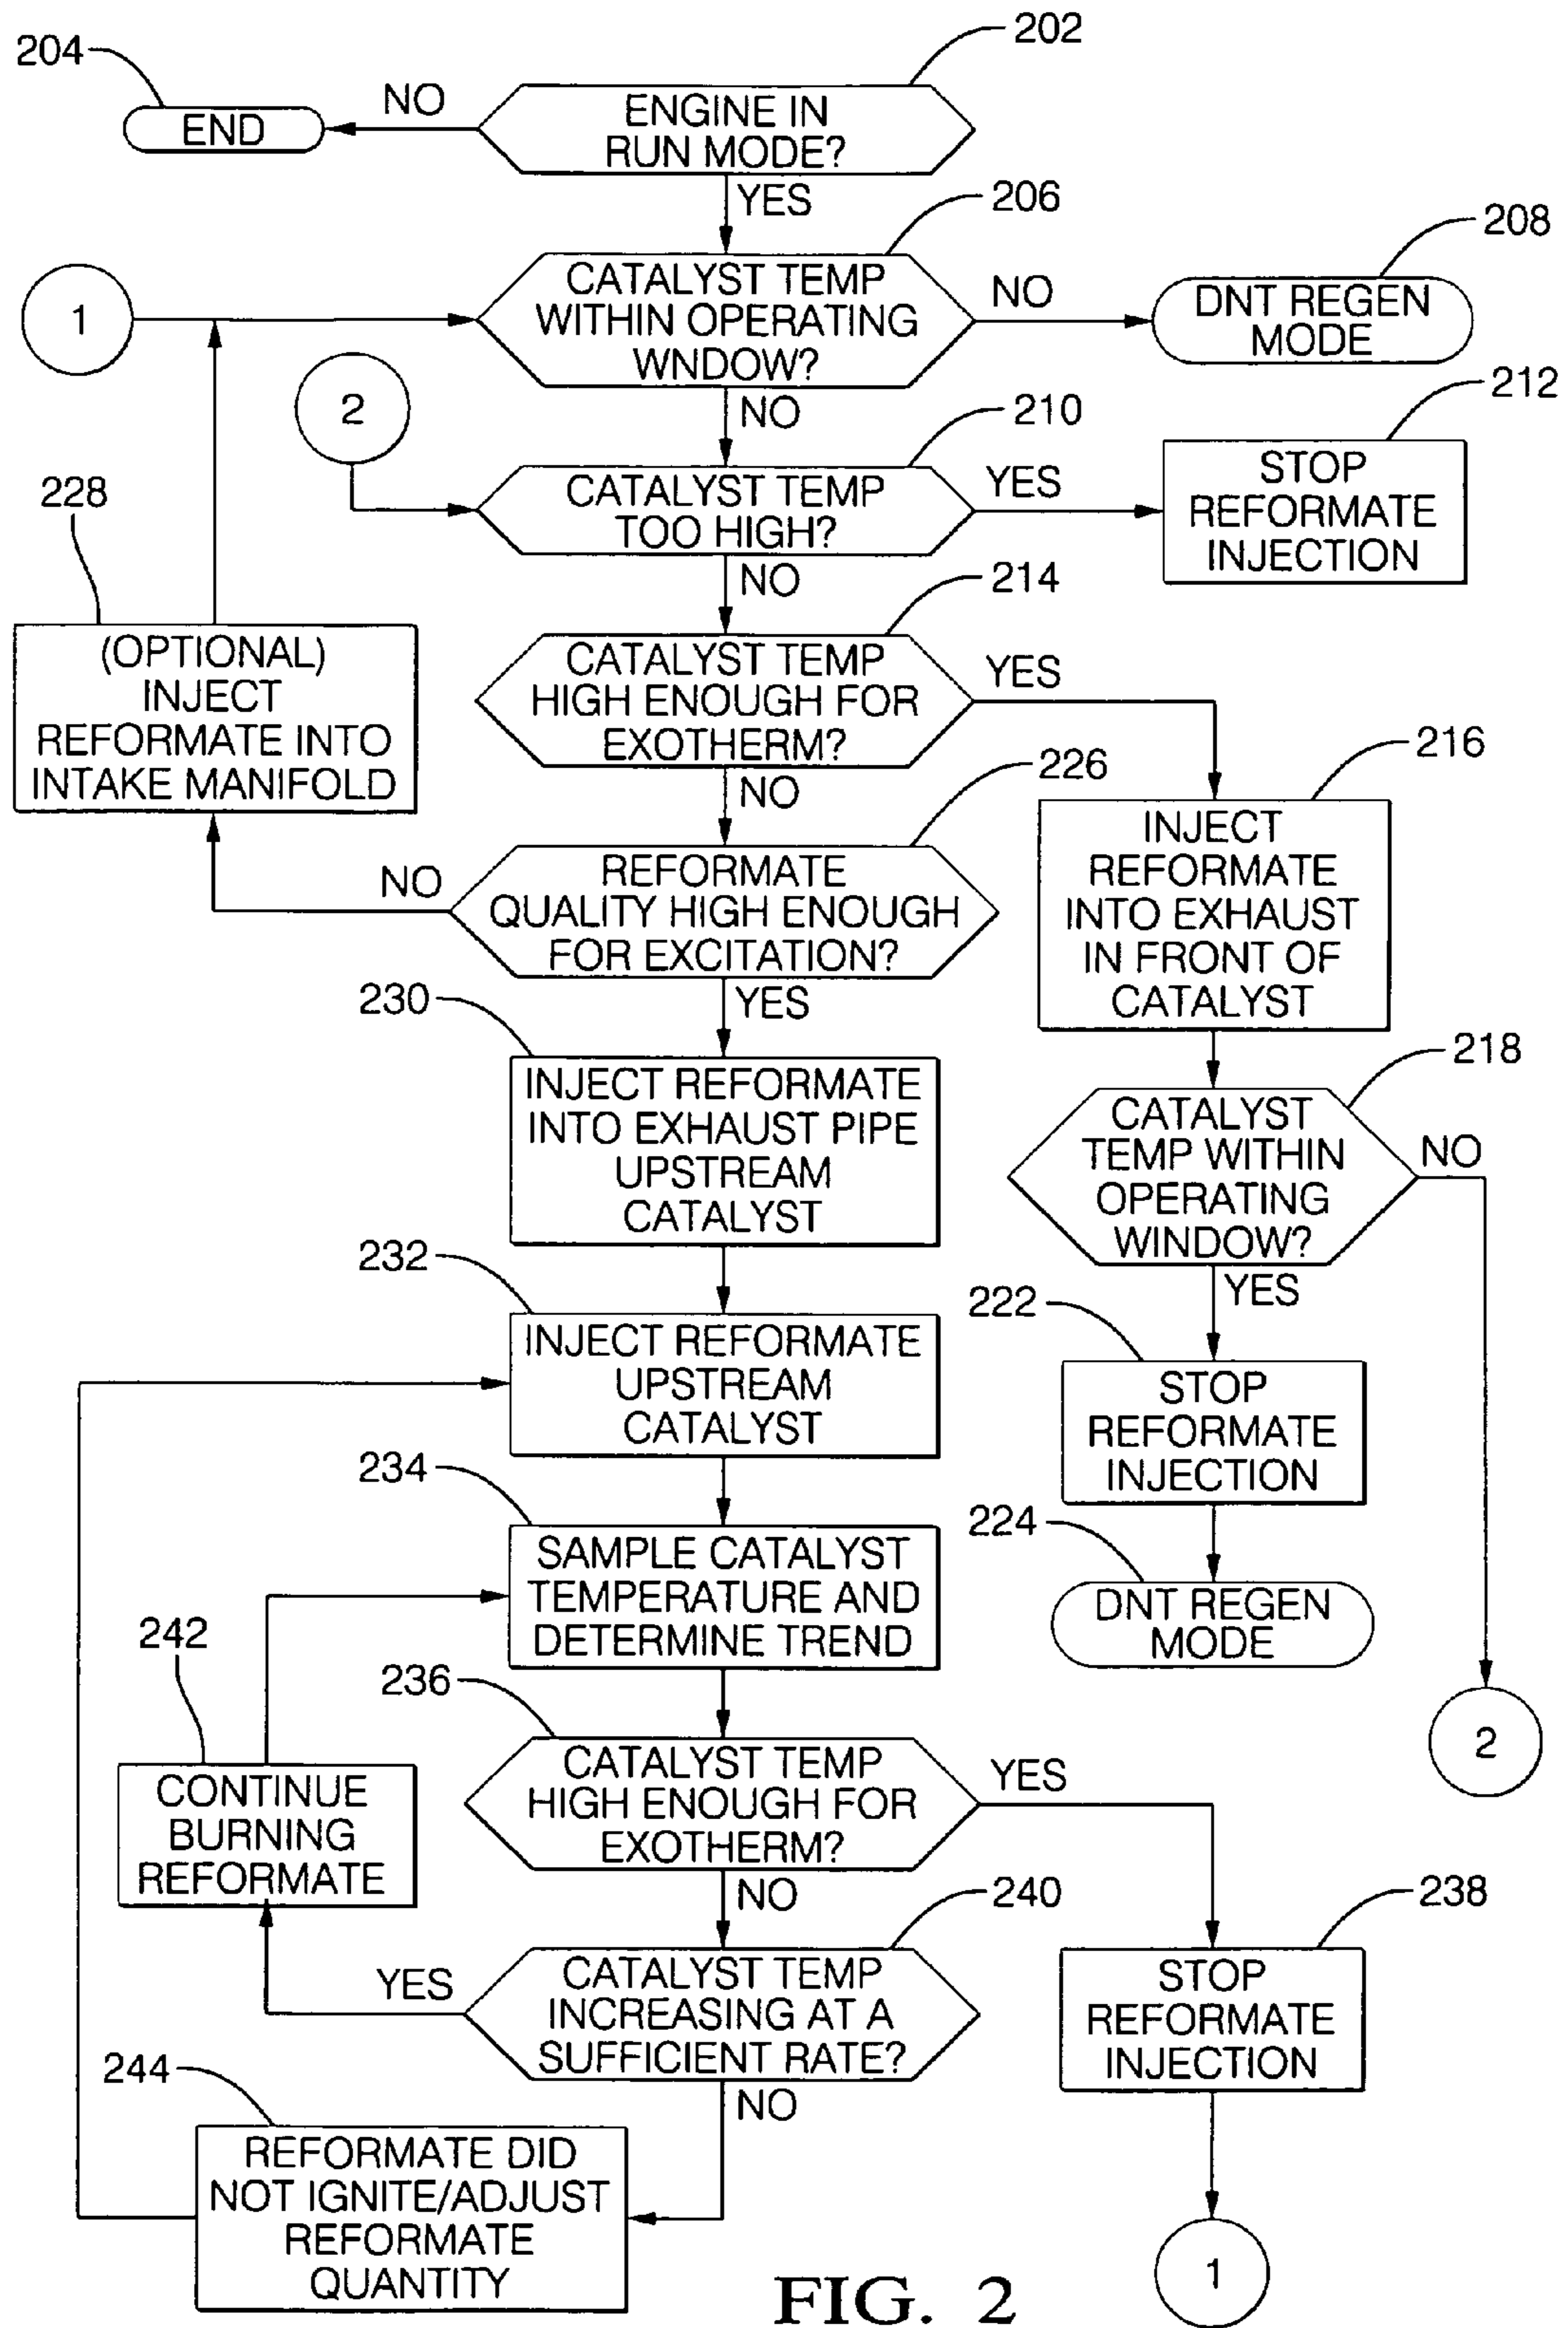 202
204
NO
END
ENGINE IN
RUN MODE?
YES
206
208
1
CATALYST TEMP
WITHIN OPERATING
WNDOW?
NO
DNT REGEN
MODE
2
NO
210
212
CATALYST TEMP
TOO HIGH?
YES
STOP
REFORMATE
INJECTION
228
NO
214
(OPTIONAL)
INJECT
REFORMATE INTO
INTAKE MANIFOLD
CATALYST TEMP
HIGH ENOUGH FOR
EXOTHERM?
YES
216
NO
226
INJECT
REFORMATE
INTO EXHAUST
IN FRONT OF
CATALYST
NO
REFORMATE
QUALITY HIGH ENOUGH
FOR EXCITATION?
230
YES
218
INJECT REFORMATE
INTO EXHAUST PIPE
UPSTREAM
CATALYST
CATALYST
TEMP WITHIN
OPERATING
WINDOW?
NO
232
YES
222
INJECT REFORMATE
UPSTREAM
CATALYST
STOP
REFORMATE
INJECTION
234
224
SAMPLE CATALYST
TEMPERATURE AND
DETERMINE TREND
DNT REGEN
MODE
242
236
2
CONTINUE
BURNING
REFORMATE
CATALYST TEMP
HIGH ENOUGH FOR
EXOTHERM?
YES
NO
240
238
YES
CATALYST TEMP
INCREASING AT A
SUFFICIENT RATE?
STOP
REFORMATE
INJECTION
244
NO
REFORMATE DID
NOT IGNITE/ADJUST
REFORMATE
QUANTITY
1
FIG. 2